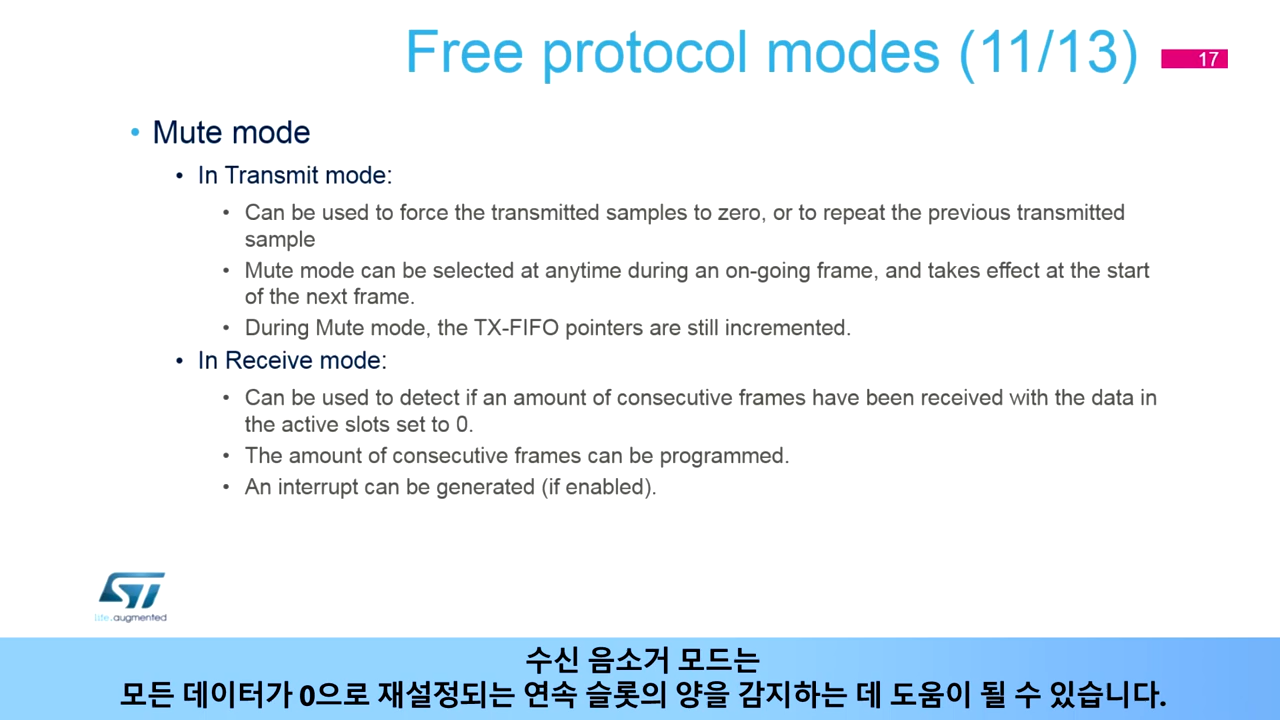 Free protocol modes (11/13)
17
• Mute mode
• In Transmit mode:
• Can be used to force the transmitted samples to zero, or to repeat the previous transmitted
sample
• Mute mode can be selected at anytime during an on-going frame, and takes effect at the start
of the next frame.
• During Mute mode, the TX-FIFO pointers are still incremented.
• In Receive mode:
• Can be used to detect if an amount of consecutive frames have been received with the data in
the active slots set to 0.
• The amount of consecutive frames can be programmed.
• An interrupt can be generated (if enabled).
ST
life.augmented
수신 음소거 모드는
모든 데이터가 0으로 재설정되는 연속 슬롯의 양을 감지하는 데 도움이 될 수 있습니다.